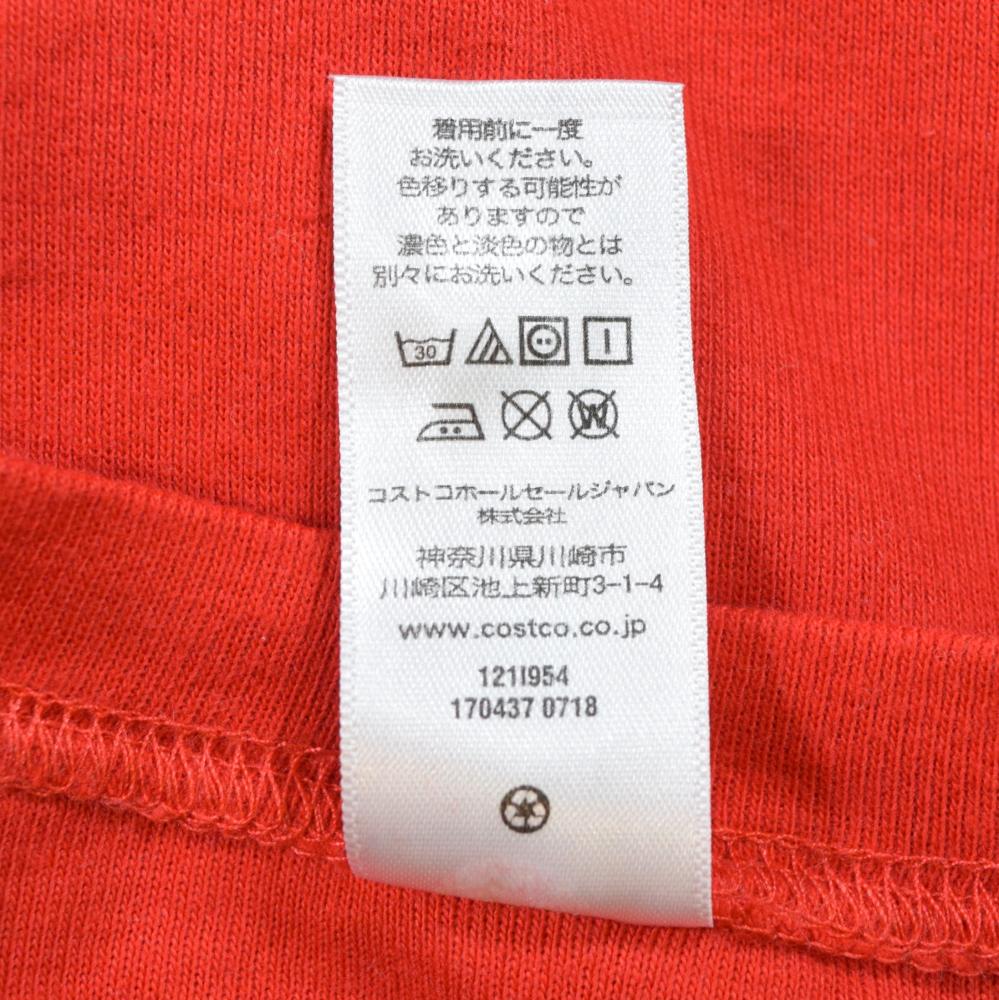 着用前に一度
お洗いください。
色移りする可能性が
ありますので
濃色と淡色の物とは
別々にお洗いください。
30
W
コストコホールセールジャパン
株式会社
神奈川県川崎市
川崎区池上新町3-1-4
www.costco.co.jp
121I954
170437 0718